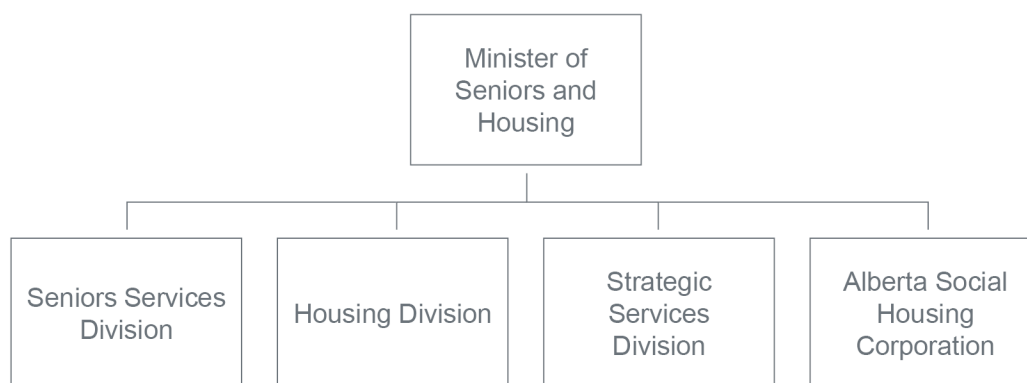 Minister of
Seniors and
Housing
Seniors Services
Division
Housing Division
Strategic
Services
Division
Alberta Social
Housing
Corporation